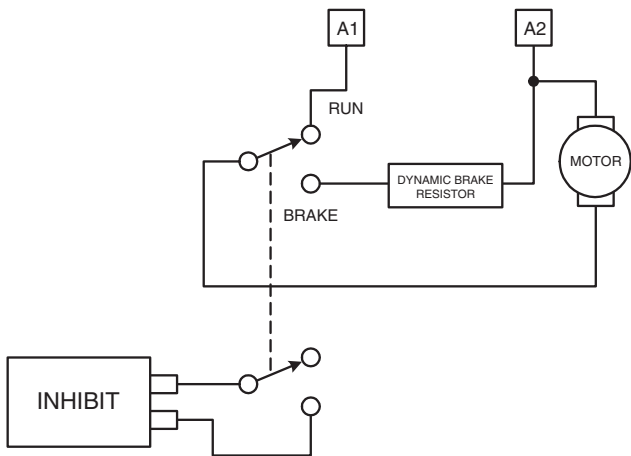 A1
A2
RUN
MOTOR
DYNAMIC BRAKE
RESISTOR
BRAKE
INHIBIT